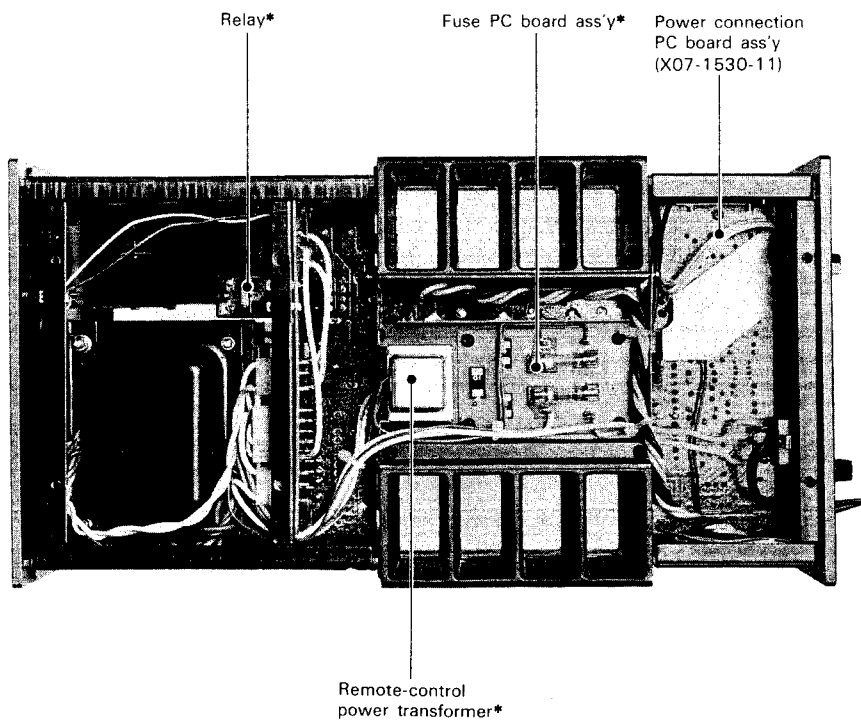 Relay*
Fuse PC board ass'y*
Power connection
PC board ass'y
(X07-1530-11)
Remote-control
power transformer*